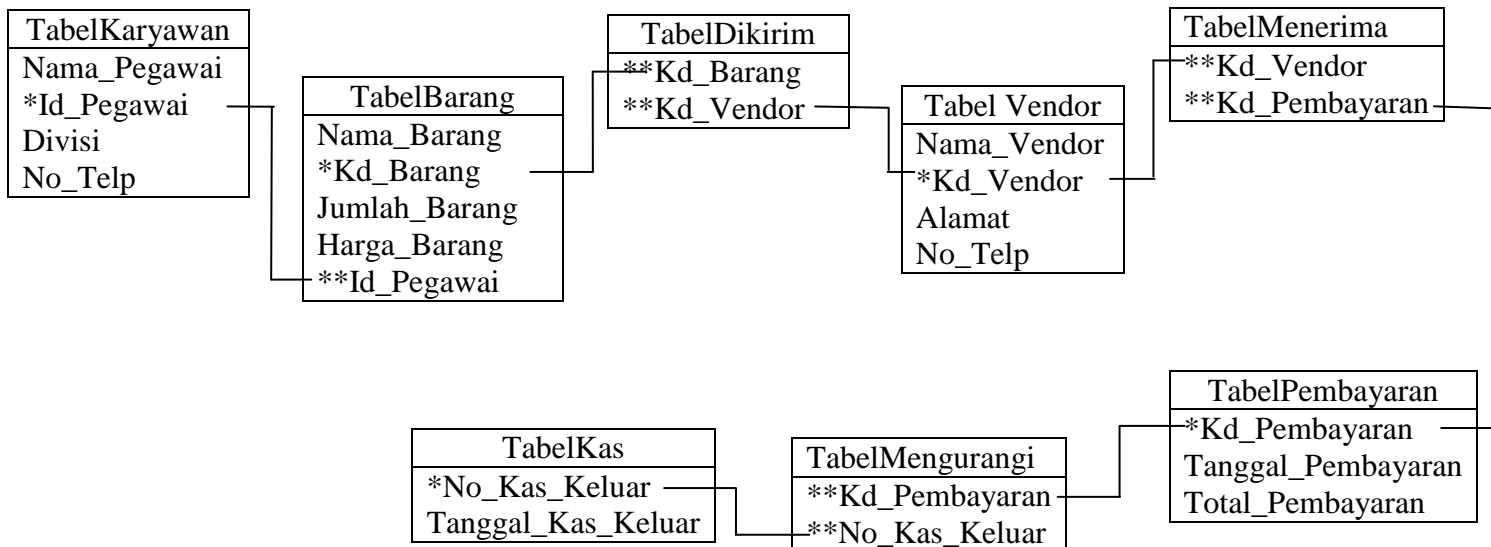 TabelKaryawan
Nama_Pegawai
*Id_Pegawai
Divisi
No_Telp
TabelBarang
Nama_Barang
*Kd_Barang
Jumlah_Barang
Harga_Barang
**Id_Pegawai
TabelDikirim
**Kd_Barang
**Kd_Vendor
Tabel Vendor
Nama_Vendor
*Kd_Vendor
Alamat
No_Telp
TabelMenerima
**Kd_Vendor
**Kd_Pembayaran
TabelKas
*No_Kas_Keluar
Tanggal_Kas_Keluar
TabelMengurangi
**Kd_Pembayaran
**No_Kas_Keluar
TabelPembayaran
*Kd_Pembayaran
Tanggal_Pembayaran
Total_Pembayaran